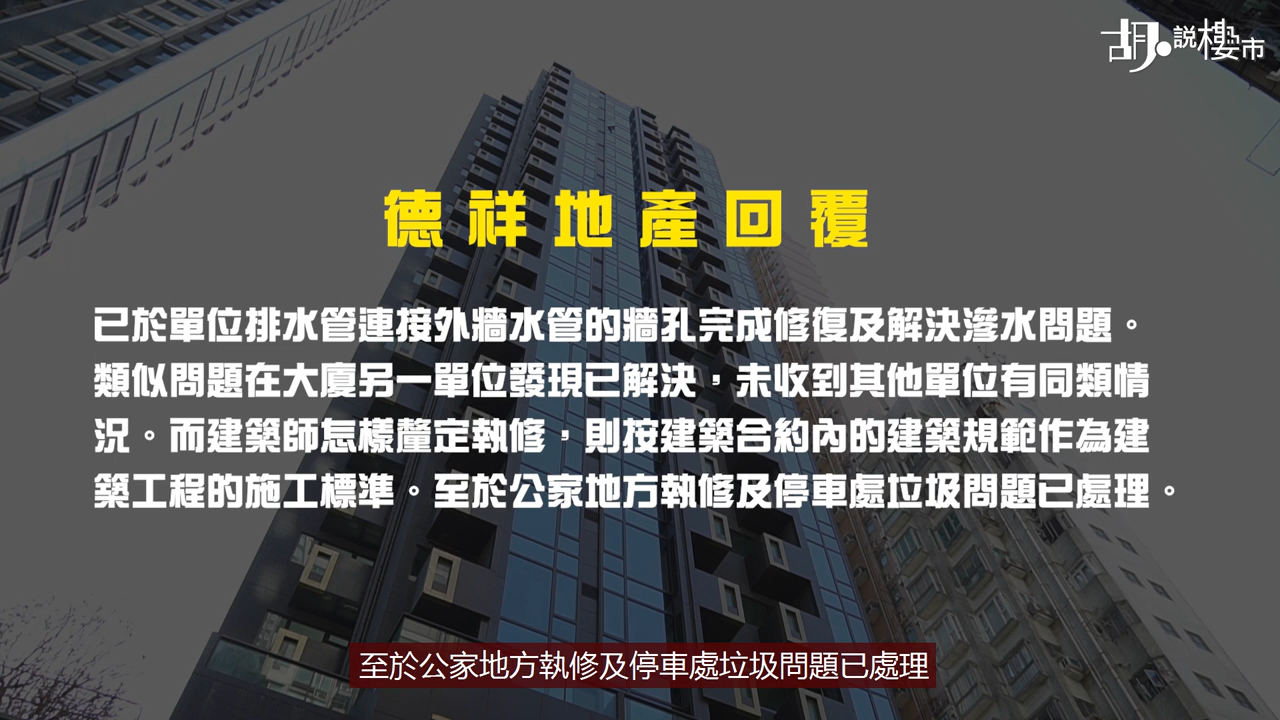 胡.説樓市
德祥地產回覆
已於單位排水管連接外牆水管的牆孔完成修復及解決滲水問題。
類似問題在大廈另一單位發現已解決，未收到其他單位有同類情
況。而建築師怎樣釐定執修，則按建築合約內的建築規範作為建
築工程的施工標準。至於公家地方執修及停車處垃圾問題已處理。
至於公家地方執修及停車處垃圾問題已處理